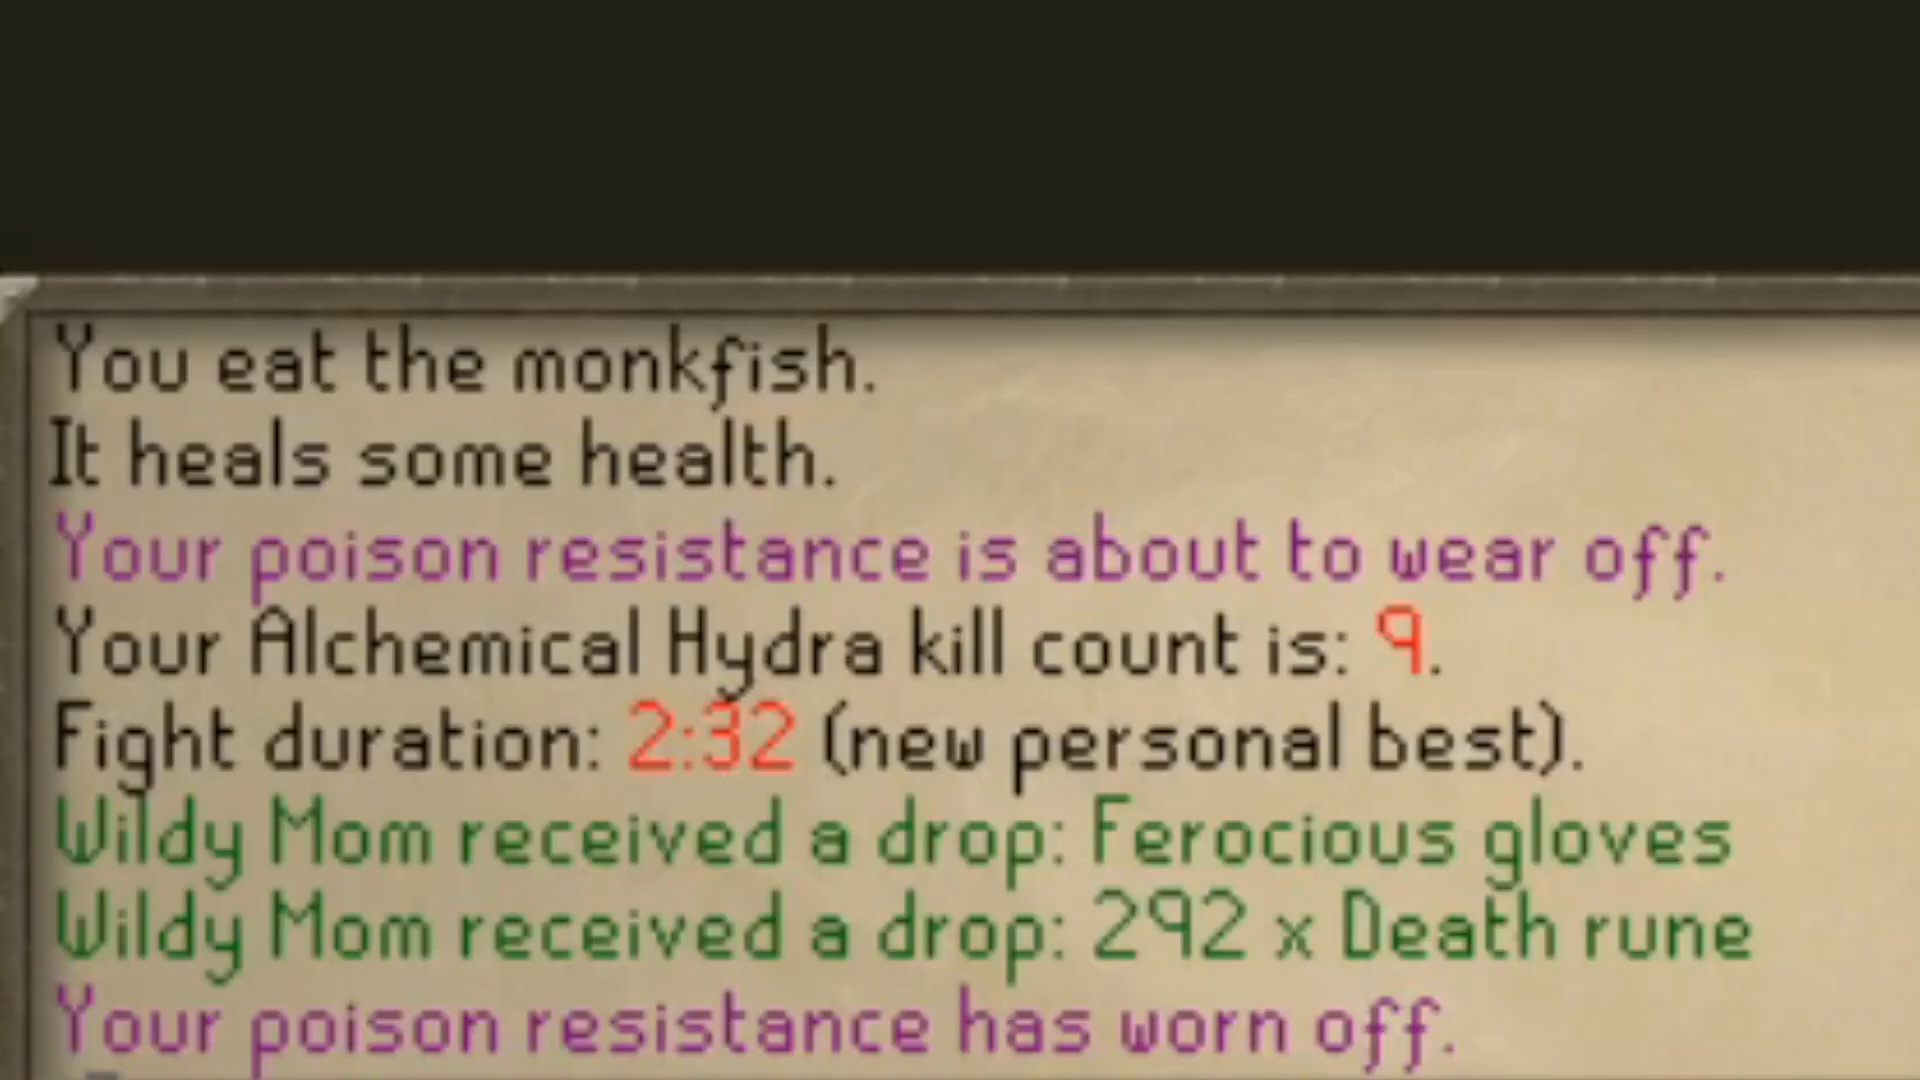 You eat the monkfish.
It heals some health.
Your poison resistance is about to wear off.
Your Alchemical Hydra kill count is: 9.
Fight duration: 2:32 (new personal best).
Wildy Mom received a drop: Ferocious gloves
Wildy Mom received a drop: 292 x Death rune
Your poison resistance has worn off.